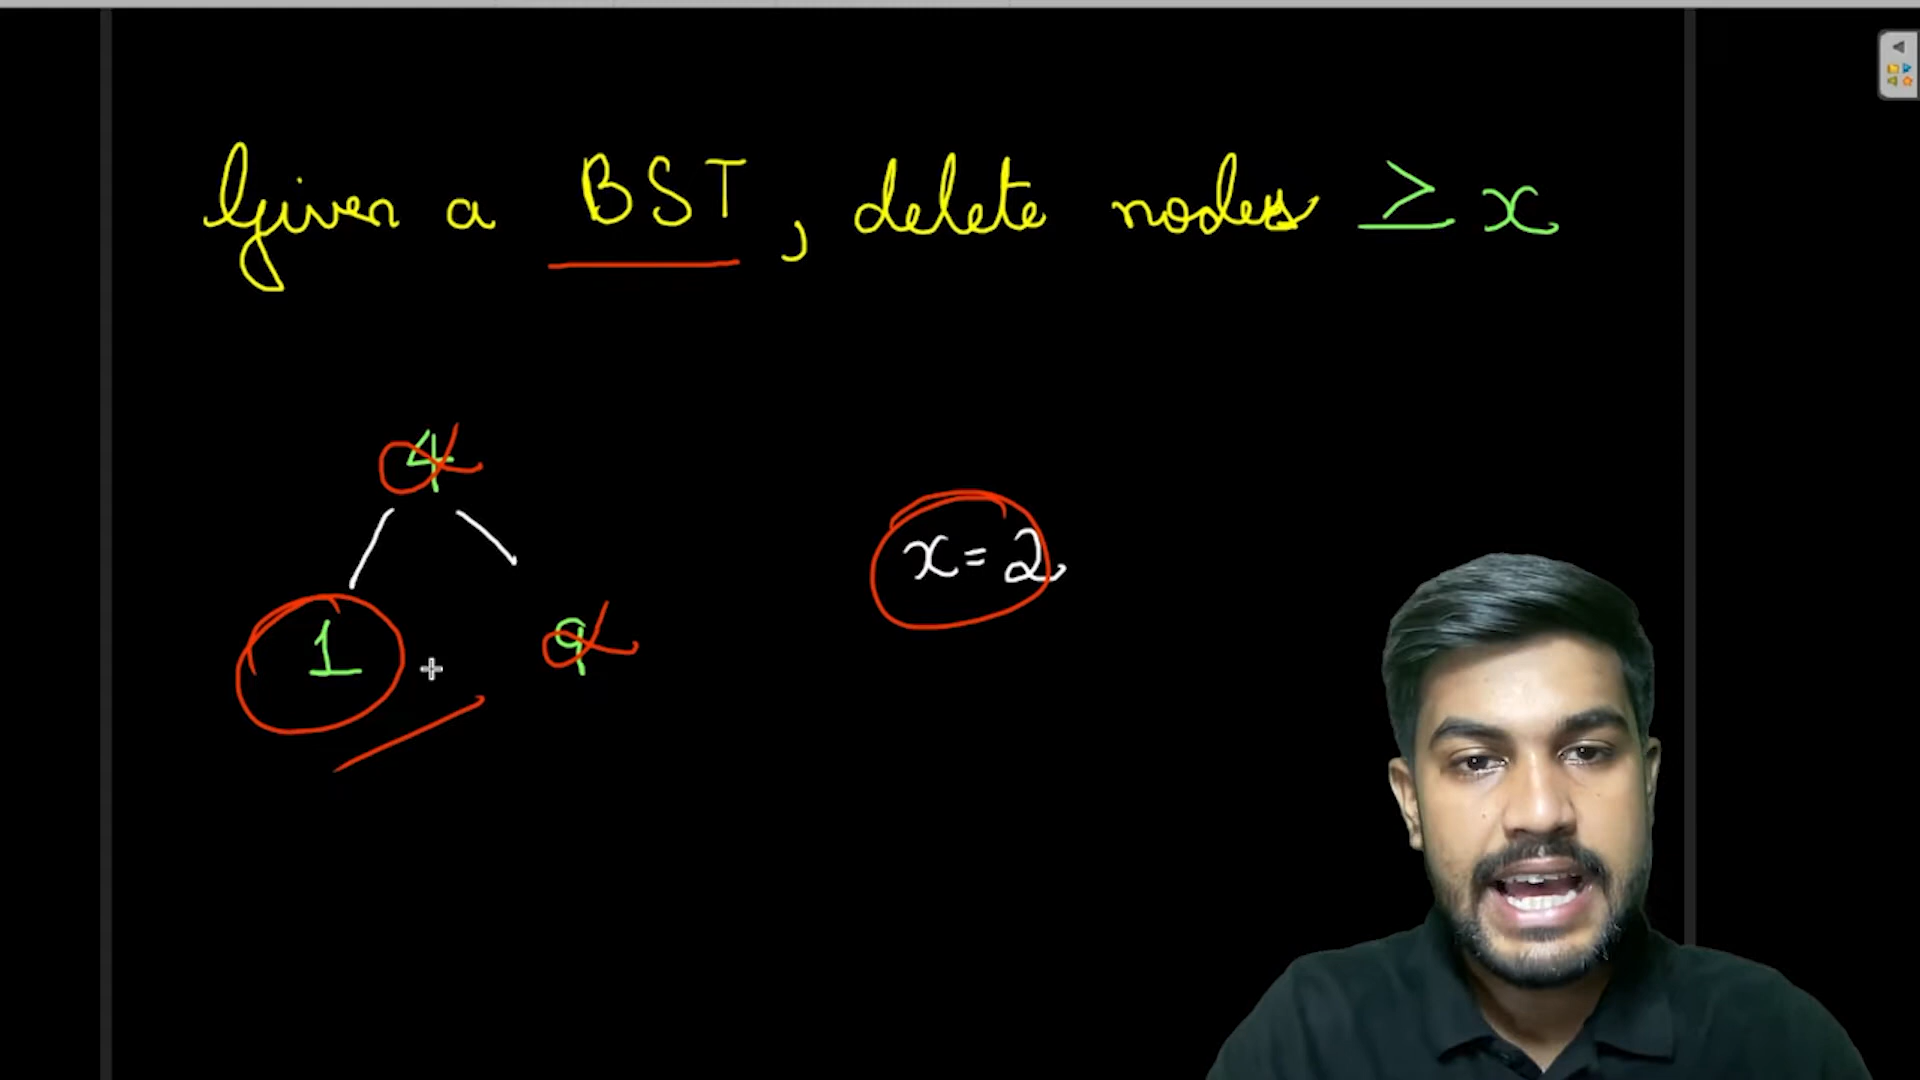 Given a BST, delete nodes ≥ x
4
x = 2
1 9